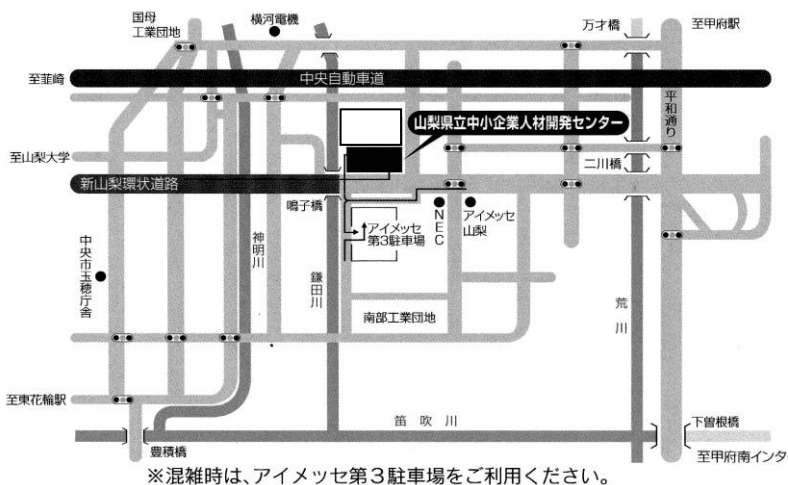 国母
工業団地
横河電機
万才橋
至甲府駅
至韮崎
中央自動車道
平和通り
山梨県立中小企業人材開発センター
至山梨大学
二川橋
新山梨環状道路
鳴子橋
アイメッセ
第3駐車場
NEC
アイメッセ
山梨
中央市玉穂庁舎
神明川
鎌田川
荒川
南部工業団地
至東花輪駅
笛吹川
下曽根橋
豊積橋
至甲府南インタ
※混雑時は、アイメッセ第3駐車場をご利用ください。